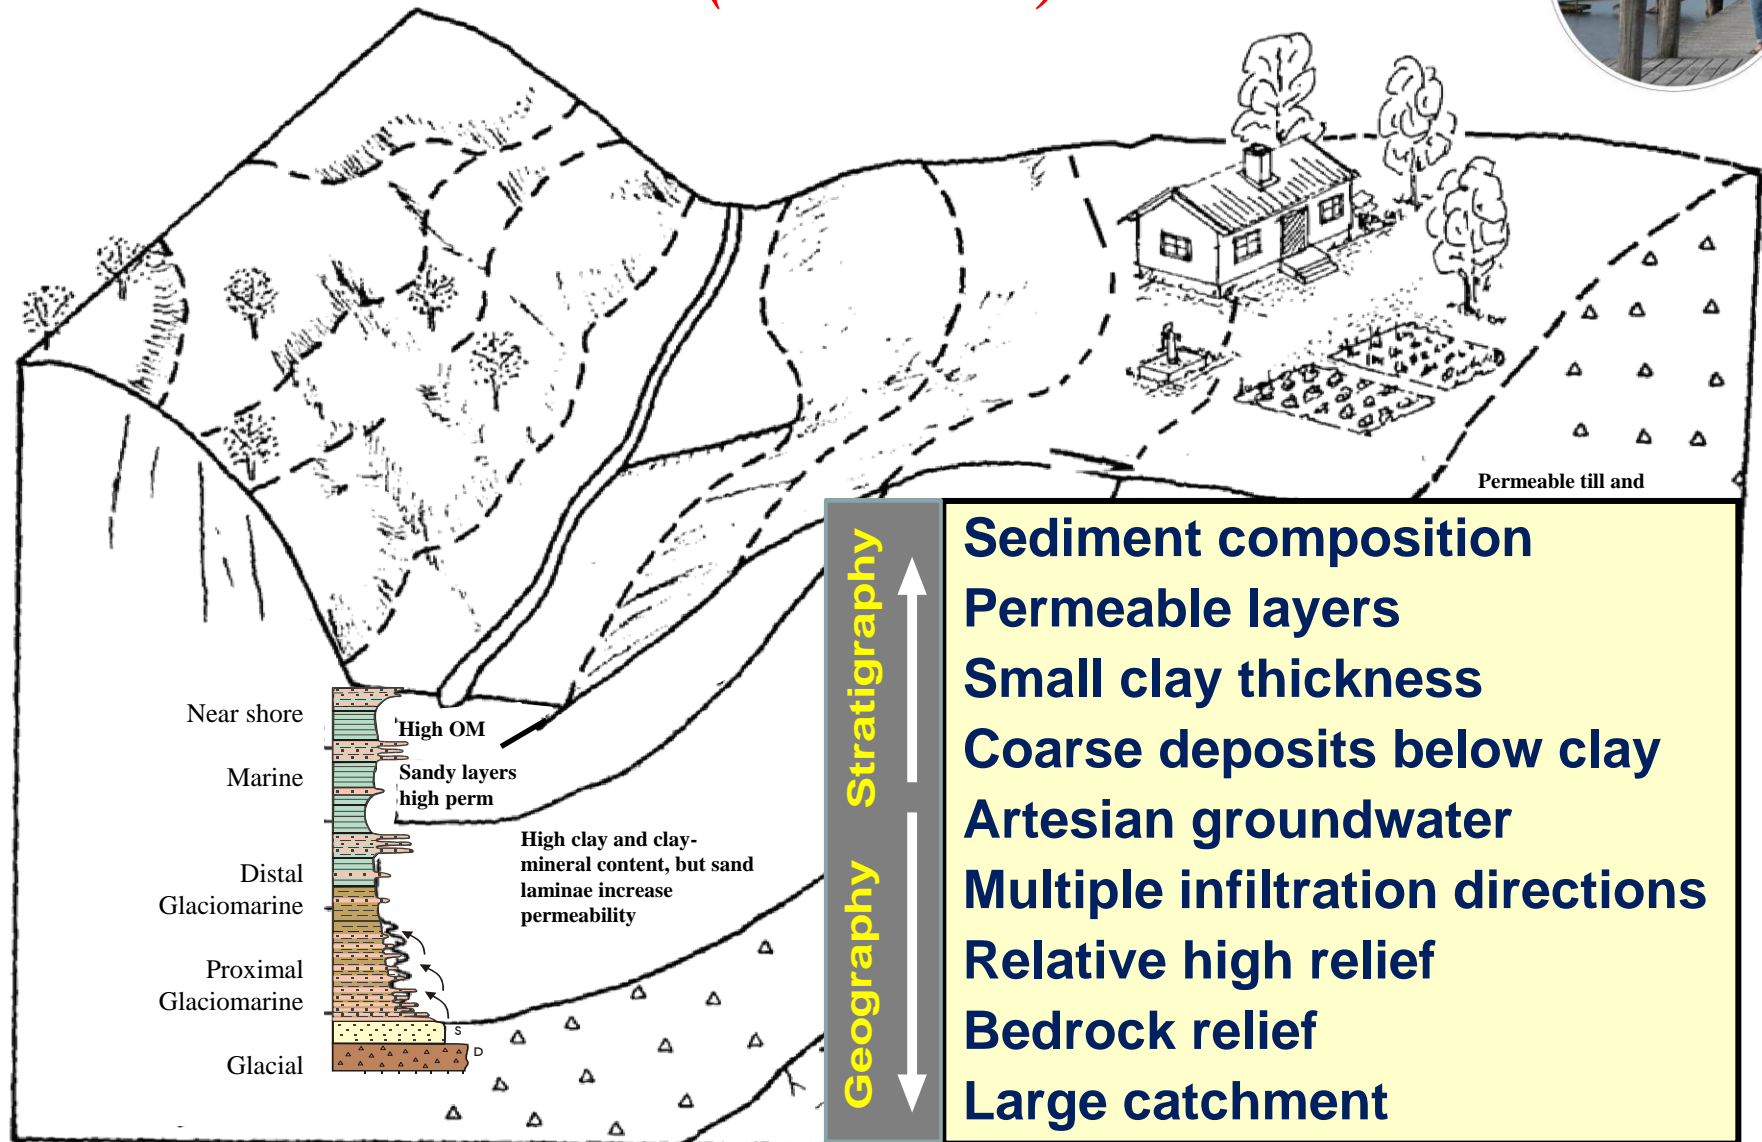 Permeable till and
Near shore
Marine
Distal
Glaciomarine
Proximal
Glaciomarine
Glacial
High OM
Sandy layers
high perm
High clay and clay-
mineral content, but sand
laminae increase
permeability
S
D
Stratigraphy
Geography
Sediment composition
Permeable layers
Small clay thickness
Coarse deposits below clay
Artesian groundwater
Multiple infiltration directions
Relative high relief
Bedrock relief
Large catchment